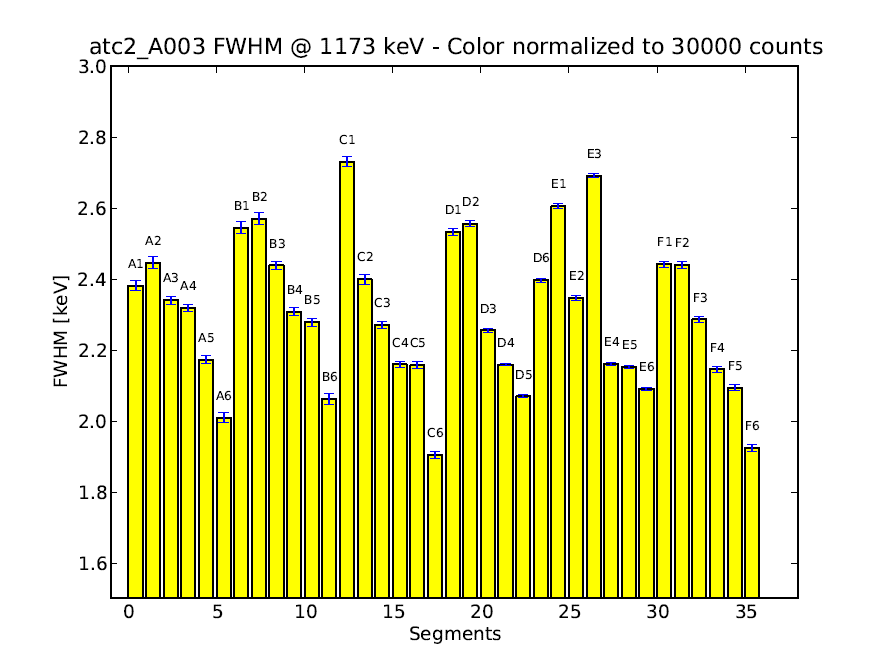 atc2_A003 FWHM @ 1173 keV - Color normalized to 30000 counts
FWHM [keV]
3.0
2.8
2.6
2.4
2.2
2.0
1.8
1.6
A1
A2
A3
A4
A5
A6
B1
B2
B3
B4
B5
B6
C1
C2
C3
C4
C5
C6
D1
D2
D3
D4
D5
D6
E1
E2
E3
E4
E5
E6
F1
F2
F3
F4
F5
F6
0 5 10 15 20 25 30 35
Segments